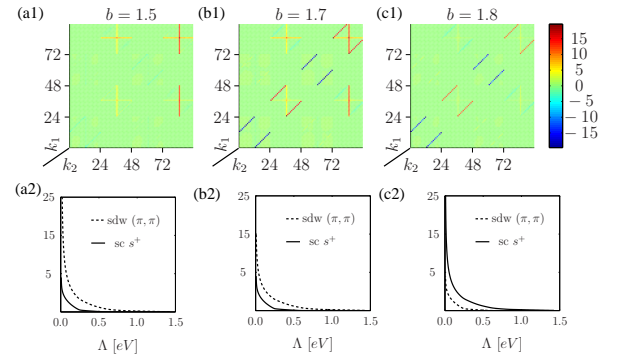 (a1) b = 1.5 (b1) b = 1.7 (c1) b = 1.8
72
48
24
k₁
k₂ 24 48 72
72
48
24
k₁
k₂ 24 48 72
72
48
24
k₁
k₂ 24 48 72
15
10
5
0
−5
−10
−15
(a2) (b2) (c2)
25
15
5
sdw (π, π)
sc s⁺
0.0 0.5 1.0 1.5
Λ [eV]
25
15
5
sdw (π, π)
sc s⁺
0.0 0.5 1.0 1.5
Λ [eV]
25
15
5
sdw (π, π)
sc s⁺
0.0 0.5 1.0 1.5
Λ [eV]